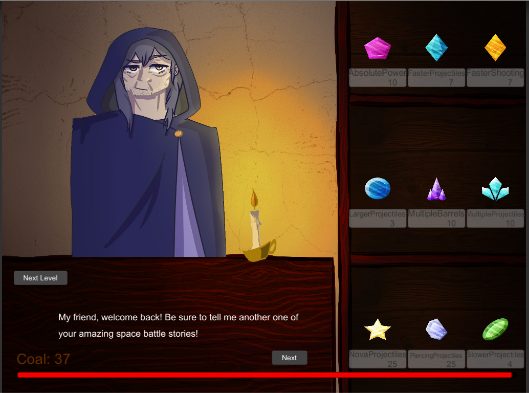 AbsolutePower FasterProjectiles FasterShooting
10 7 7
LargerProjectiles MultipleBarrels MultipleProjectiles
3 10 10
NovaProjectiles PiercingProjectiles SlowerProjectiles
25 25 4
Next Level
My friend, welcome back! Be sure to tell me another one of
your amazing space battle stories!
Coal: 37
Next